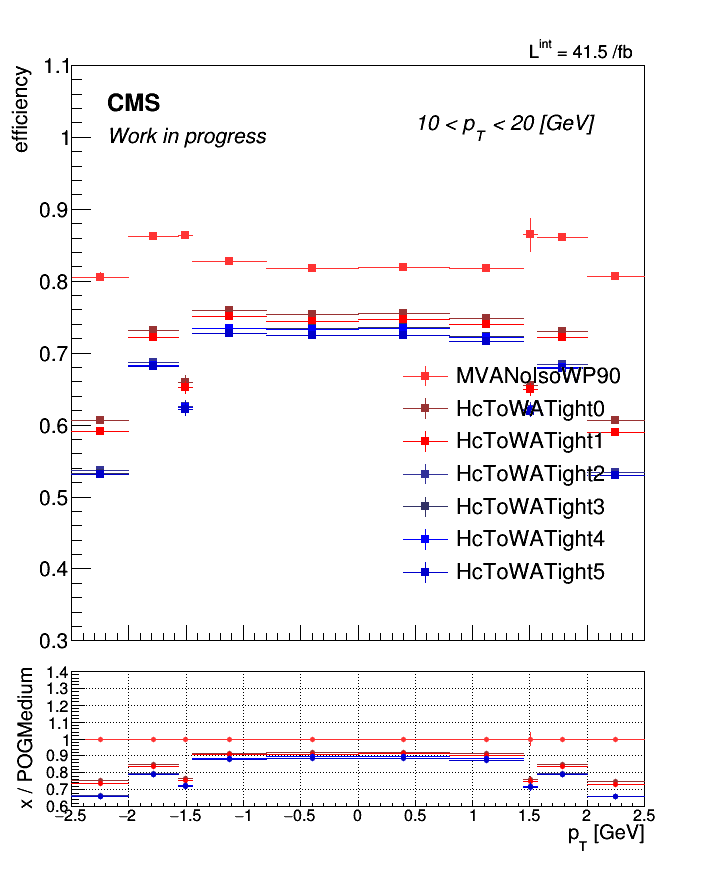 L^int = 41.5 /fb
efficiency
CMS
Work in progress
10 < p_T < 20 [GeV]
1.1
1
0.9
0.8
0.7
0.6
0.5
0.4
0.3
MVANoIsoWP90
HcToWATight0
HcToWATight1
HcToWATight2
HcToWATight3
HcToWATight4
HcToWATight5
x / POGMedium
1.4
1.3
1.2
1.1
1
0.9
0.8
0.7
0.6
−2.5 −2 −1.5 −1 −0.5 0 0.5 1 1.5 2 2.5
p_T [GeV]